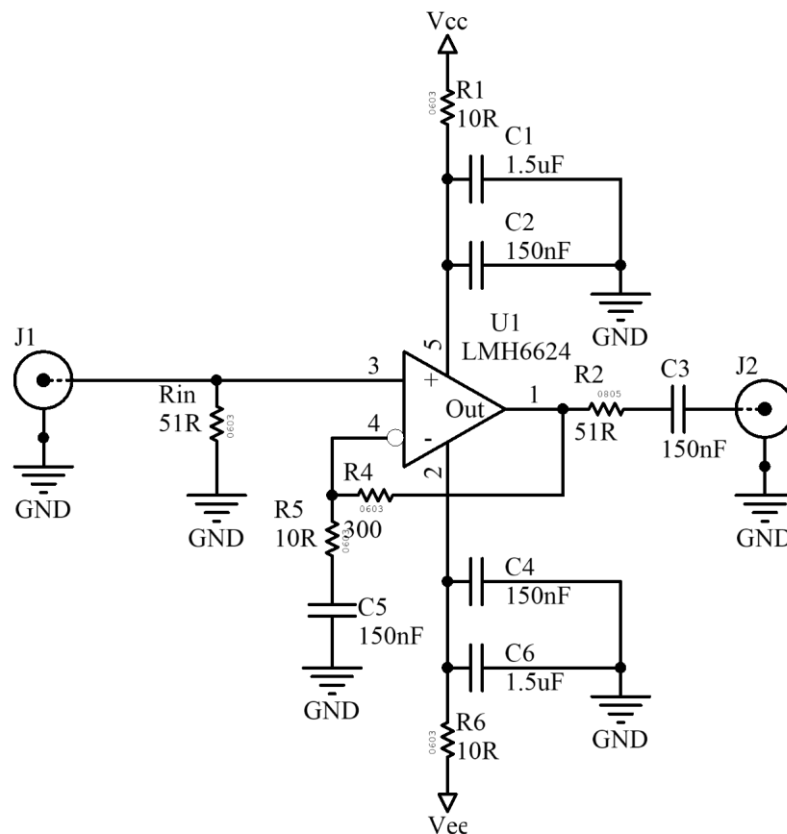 Vcc
R1
0603
10R
C1
1.5uF
C2
150nF
GND
U1
LMH6624
J1
GND
Rin
51R
0603
GND
3
+
5
4
-
Out
2
1
R2
0805
51R
C3
150nF
J2
GND
R4
0603
300
R5
10R
0603
C5
150nF
GND
C4
150nF
C6
1.5uF
GND
R6
0603
10R
Vee